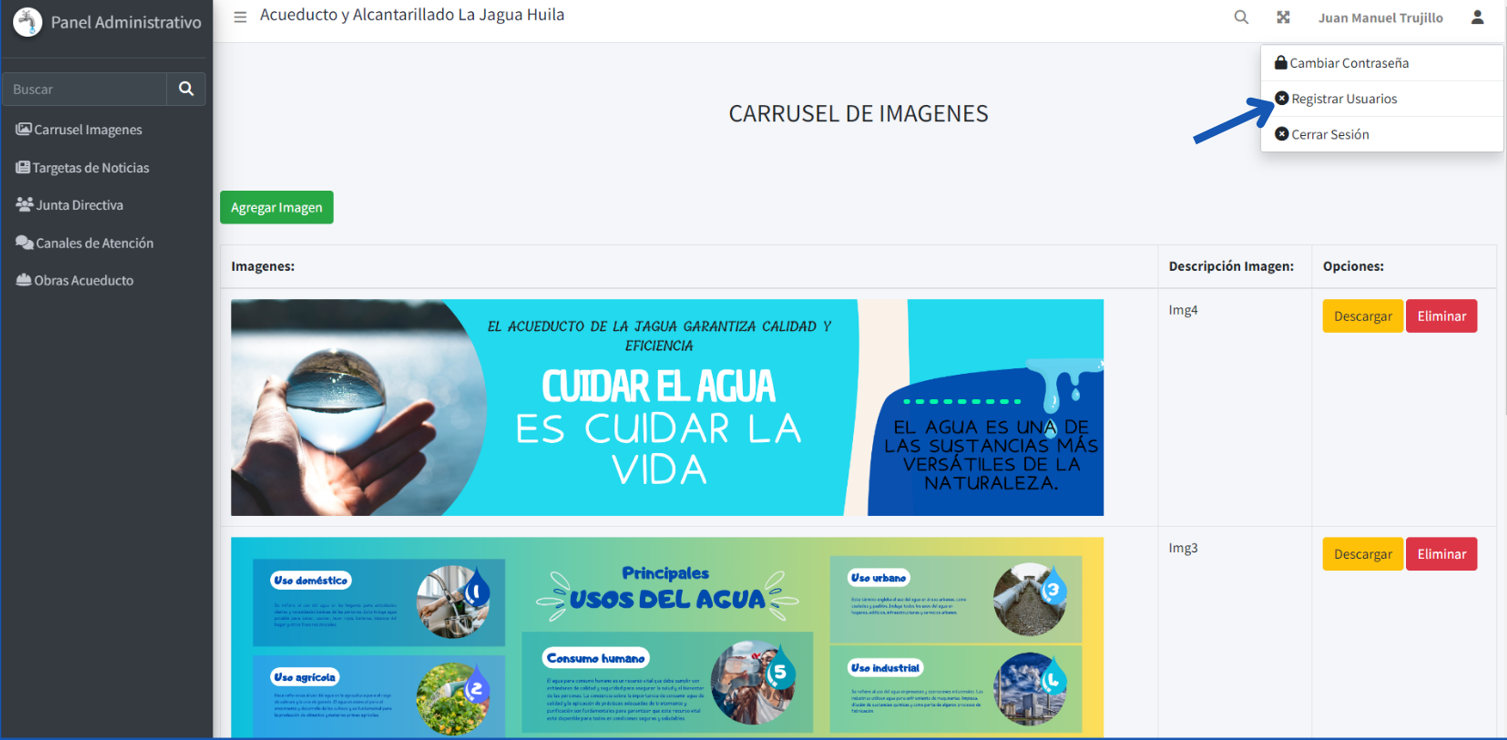 Panel Administrativo
Acueducto y Alcantarillado La Jagua Huila
Juan Manuel Trujillo
Cambiar Contraseña
Registrar Usuarios
Cerrar Sesión
Buscar
Carrusel Imagenes
Targetas de Noticias
Junta Directiva
Canales de Atención
Obras Acueducto
CARRUSEL DE IMAGENES
Agregar Imagen
Imagenes:
Descripción Imagen:
Opciones:
EL ACUEDUCTO DE LA JAGUA GARANTIZA CALIDAD Y
EFICIENCIA
CUIDAR EL AGUA
ES CUIDAR LA
VIDA
EL AGUA ES UNA DE
LAS SUSTANCIAS MÁS
VERSÁTILES DE LA
NATURALEZA.
Img4
Descargar
Eliminar
Principales
USOS DEL AGUA
Uso doméstico
1
Uso agrícola
2
Consumo humano
5
Uso urbano
3
Uso industrial
4
Img3
Descargar
Eliminar